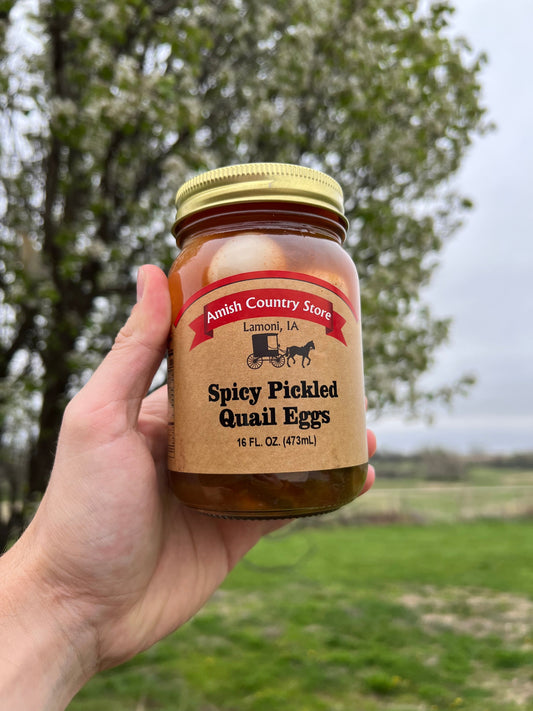 Amish Country Store
Lamoni, IA
Spicy Pickled
Quail Eggs
16 FL. OZ. (473mL)